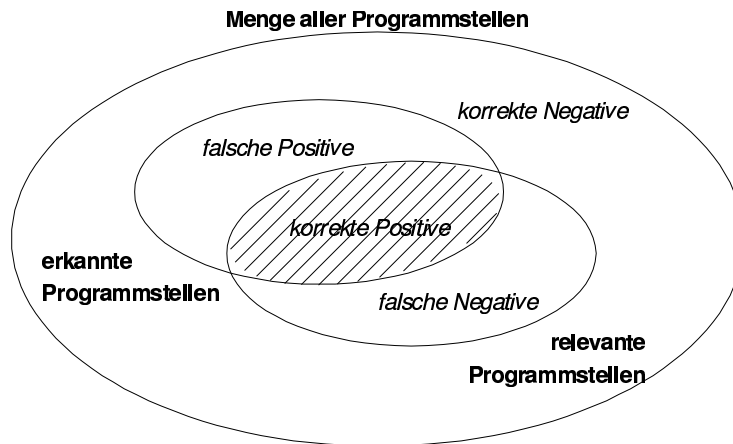 Menge aller Programmstellen
korrekte Negative
falsche Positive
korrekte Positive
erkannte
Programmstellen
falsche Negative
relevante
Programmstellen